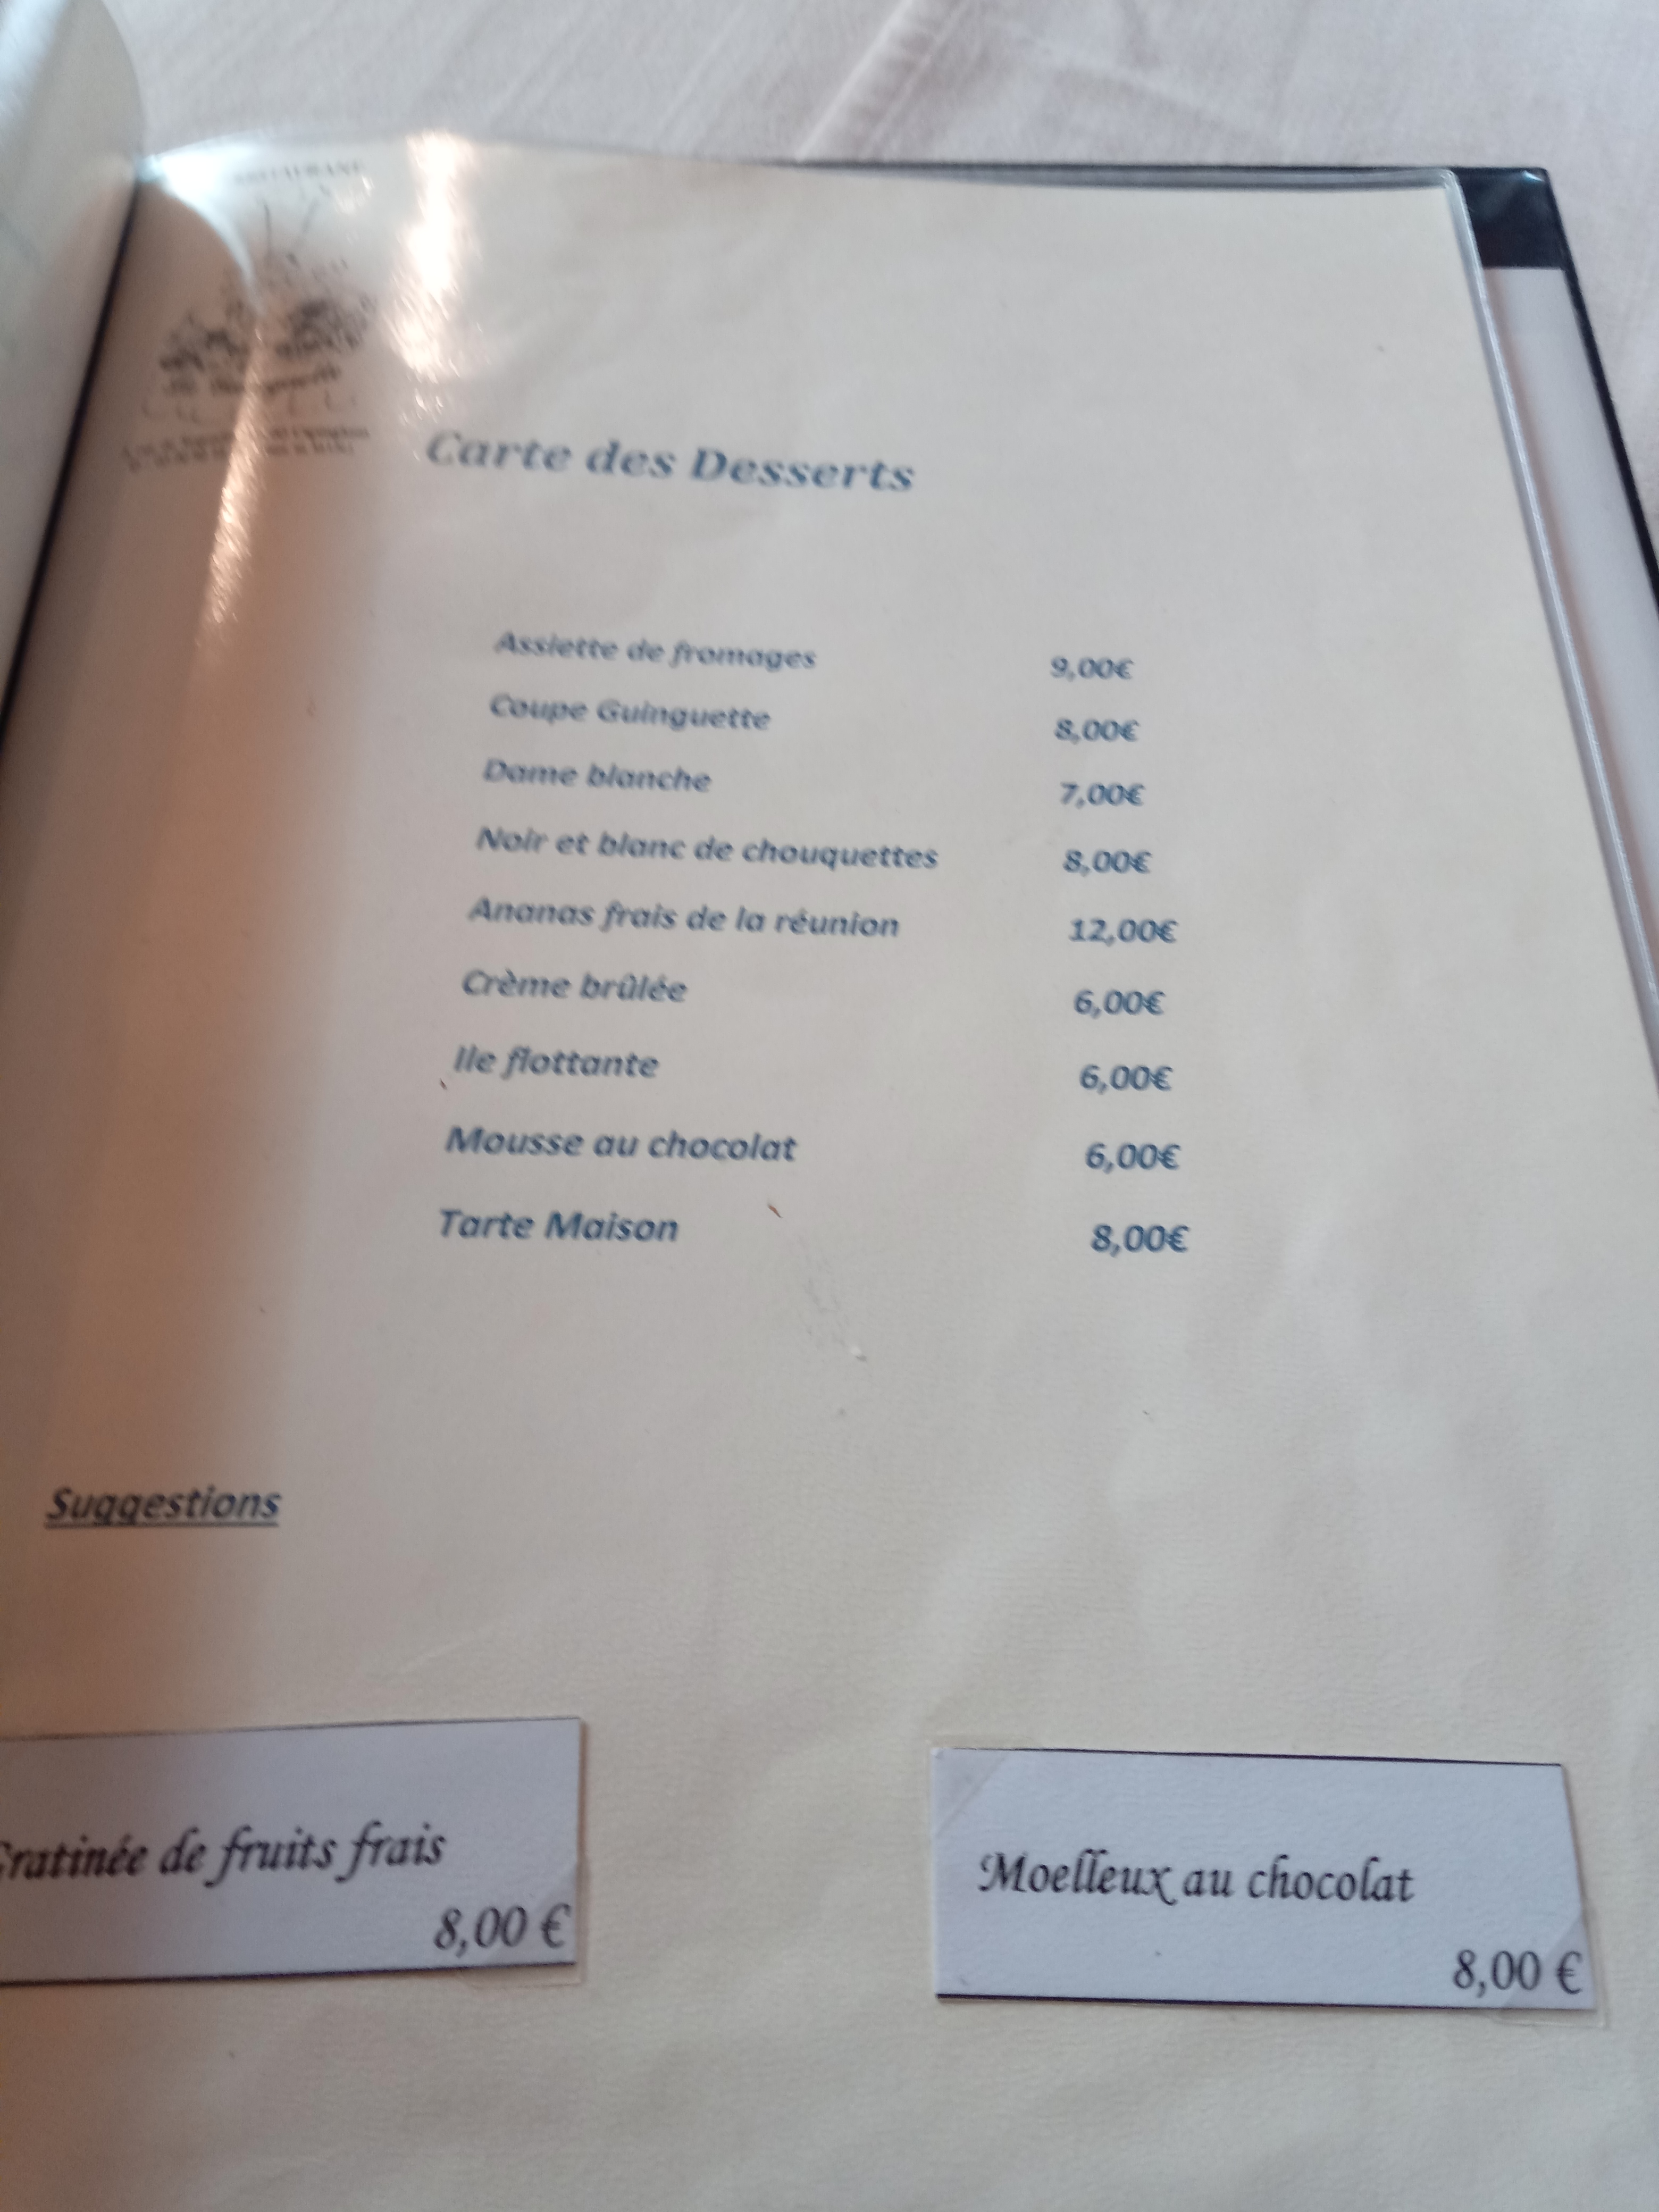 Carte des Desserts
Assiette de fromages 9,00€
Coupe Guinguette 8,00€
Dame blanche 7,00€
Noir et blanc de chouquettes 8,00€
Ananas frais de la réunion 12,00€
Crème brûlée 6,00€
Ile flottante 6,00€
Mousse au chocolat 6,00€
Tarte Maison 8,00€
Suggestions
Gratinée de fruits frais
8,00 €
Moelleux au chocolat
8,00 €